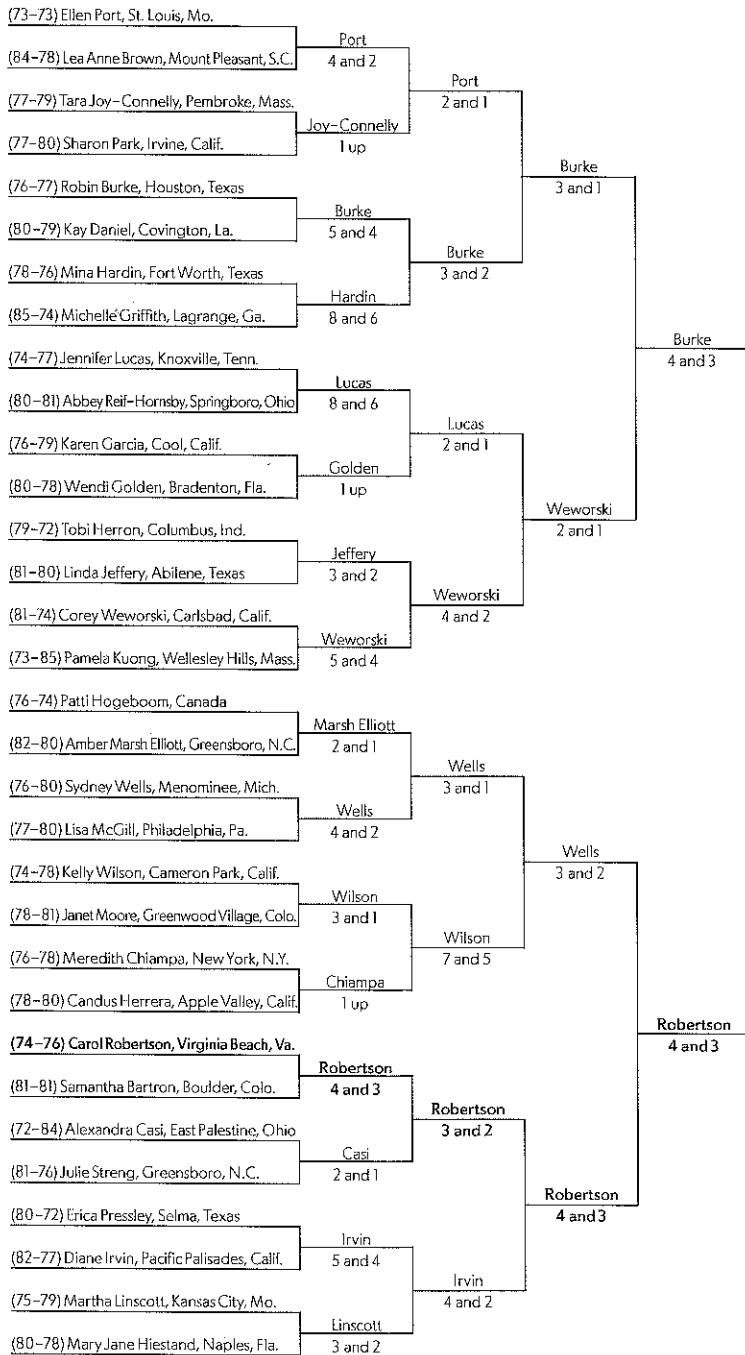 (73-73) Ellen Port, St. Louis, Mo.
Port
(84-78) Lea Anne Brown, Mount Pleasant, S.C.
4 and 2
Port
(77-79) Tara Joy-Connelly, Pembroke, Mass.
2 and 1
Joy-Connelly
(77-80) Sharon Park, Irvine, Calif.
1 up
Burke
(76-77) Robin Burke, Houston, Texas
3 and 1
Burke
(80-79) Kay Daniel, Covington, La.
5 and 4
Burke
(78-76) Mina Hardin, Fort Worth, Texas
3 and 2
Hardin
(85-74) Michelle Griffith, Lagrange, Ga.
8 and 6
Burke
(74-77) Jennifer Lucas, Knoxville, Tenn.
4 and 3
Lucas
(80-81) Abbey Reif-Hornsby, Springboro, Ohio
8 and 6
Lucas
(76-79) Karen Garcia, Cool, Calif.
2 and 1
Golden
(80-78) Wendi Golden, Bradenton, Fla.
1 up
Weworski
(79-72) Tobi Herron, Columbus, Ind.
2 and 1
Jeffery
(81-80) Linda Jeffery, Abilene, Texas
3 and 2
Weworski
(81-74) Corey Weworski, Carlsbad, Calif.
4 and 2
Weworski
(73-85) Pamela Kuong, Wellesley Hills, Mass.
5 and 4
(76-74) Patti Hogeboom, Canada
Marsh Elliott
(82-80) Amber Marsh Elliott, Greensboro, N.C.
2 and 1
Wells
(76-80) Sydney Wells, Menominee, Mich.
3 and 1
Wells
(77-80) Lisa McGill, Philadelphia, Pa.
4 and 2
Wells
(74-78) Kelly Wilson, Cameron Park, Calif.
3 and 2
Wilson
(78-81) Janet Moore, Greenwood Village, Colo.
3 and 1
Wilson
(76-78) Meredith Chiampa, New York, N.Y.
7 and 5
Chiampa
(78-80) Candus Herrera, Apple Valley, Calif.
1 up
Robertson
(74-76) Carol Robertson, Virginia Beach, Va.
4 and 3
Robertson
(81-81) Samantha Bartron, Boulder, Colo.
4 and 3
Robertson
(72-84) Alexandra Casi, East Palestine, Ohio
3 and 2
Casi
(81-76) Julie Streng, Greensboro, N.C.
2 and 1
Robertson
(80-72) Erica Pressley, Selma, Texas
4 and 3
Irvin
(82-77) Diane Irvin, Pacific Palisades, Calif.
5 and 4
Irvin
(75-79) Martha Linscott, Kansas City, Mo.
4 and 2
Linscott
(80-78) Mary Jane Hiestand, Naples, Fla.
3 and 2